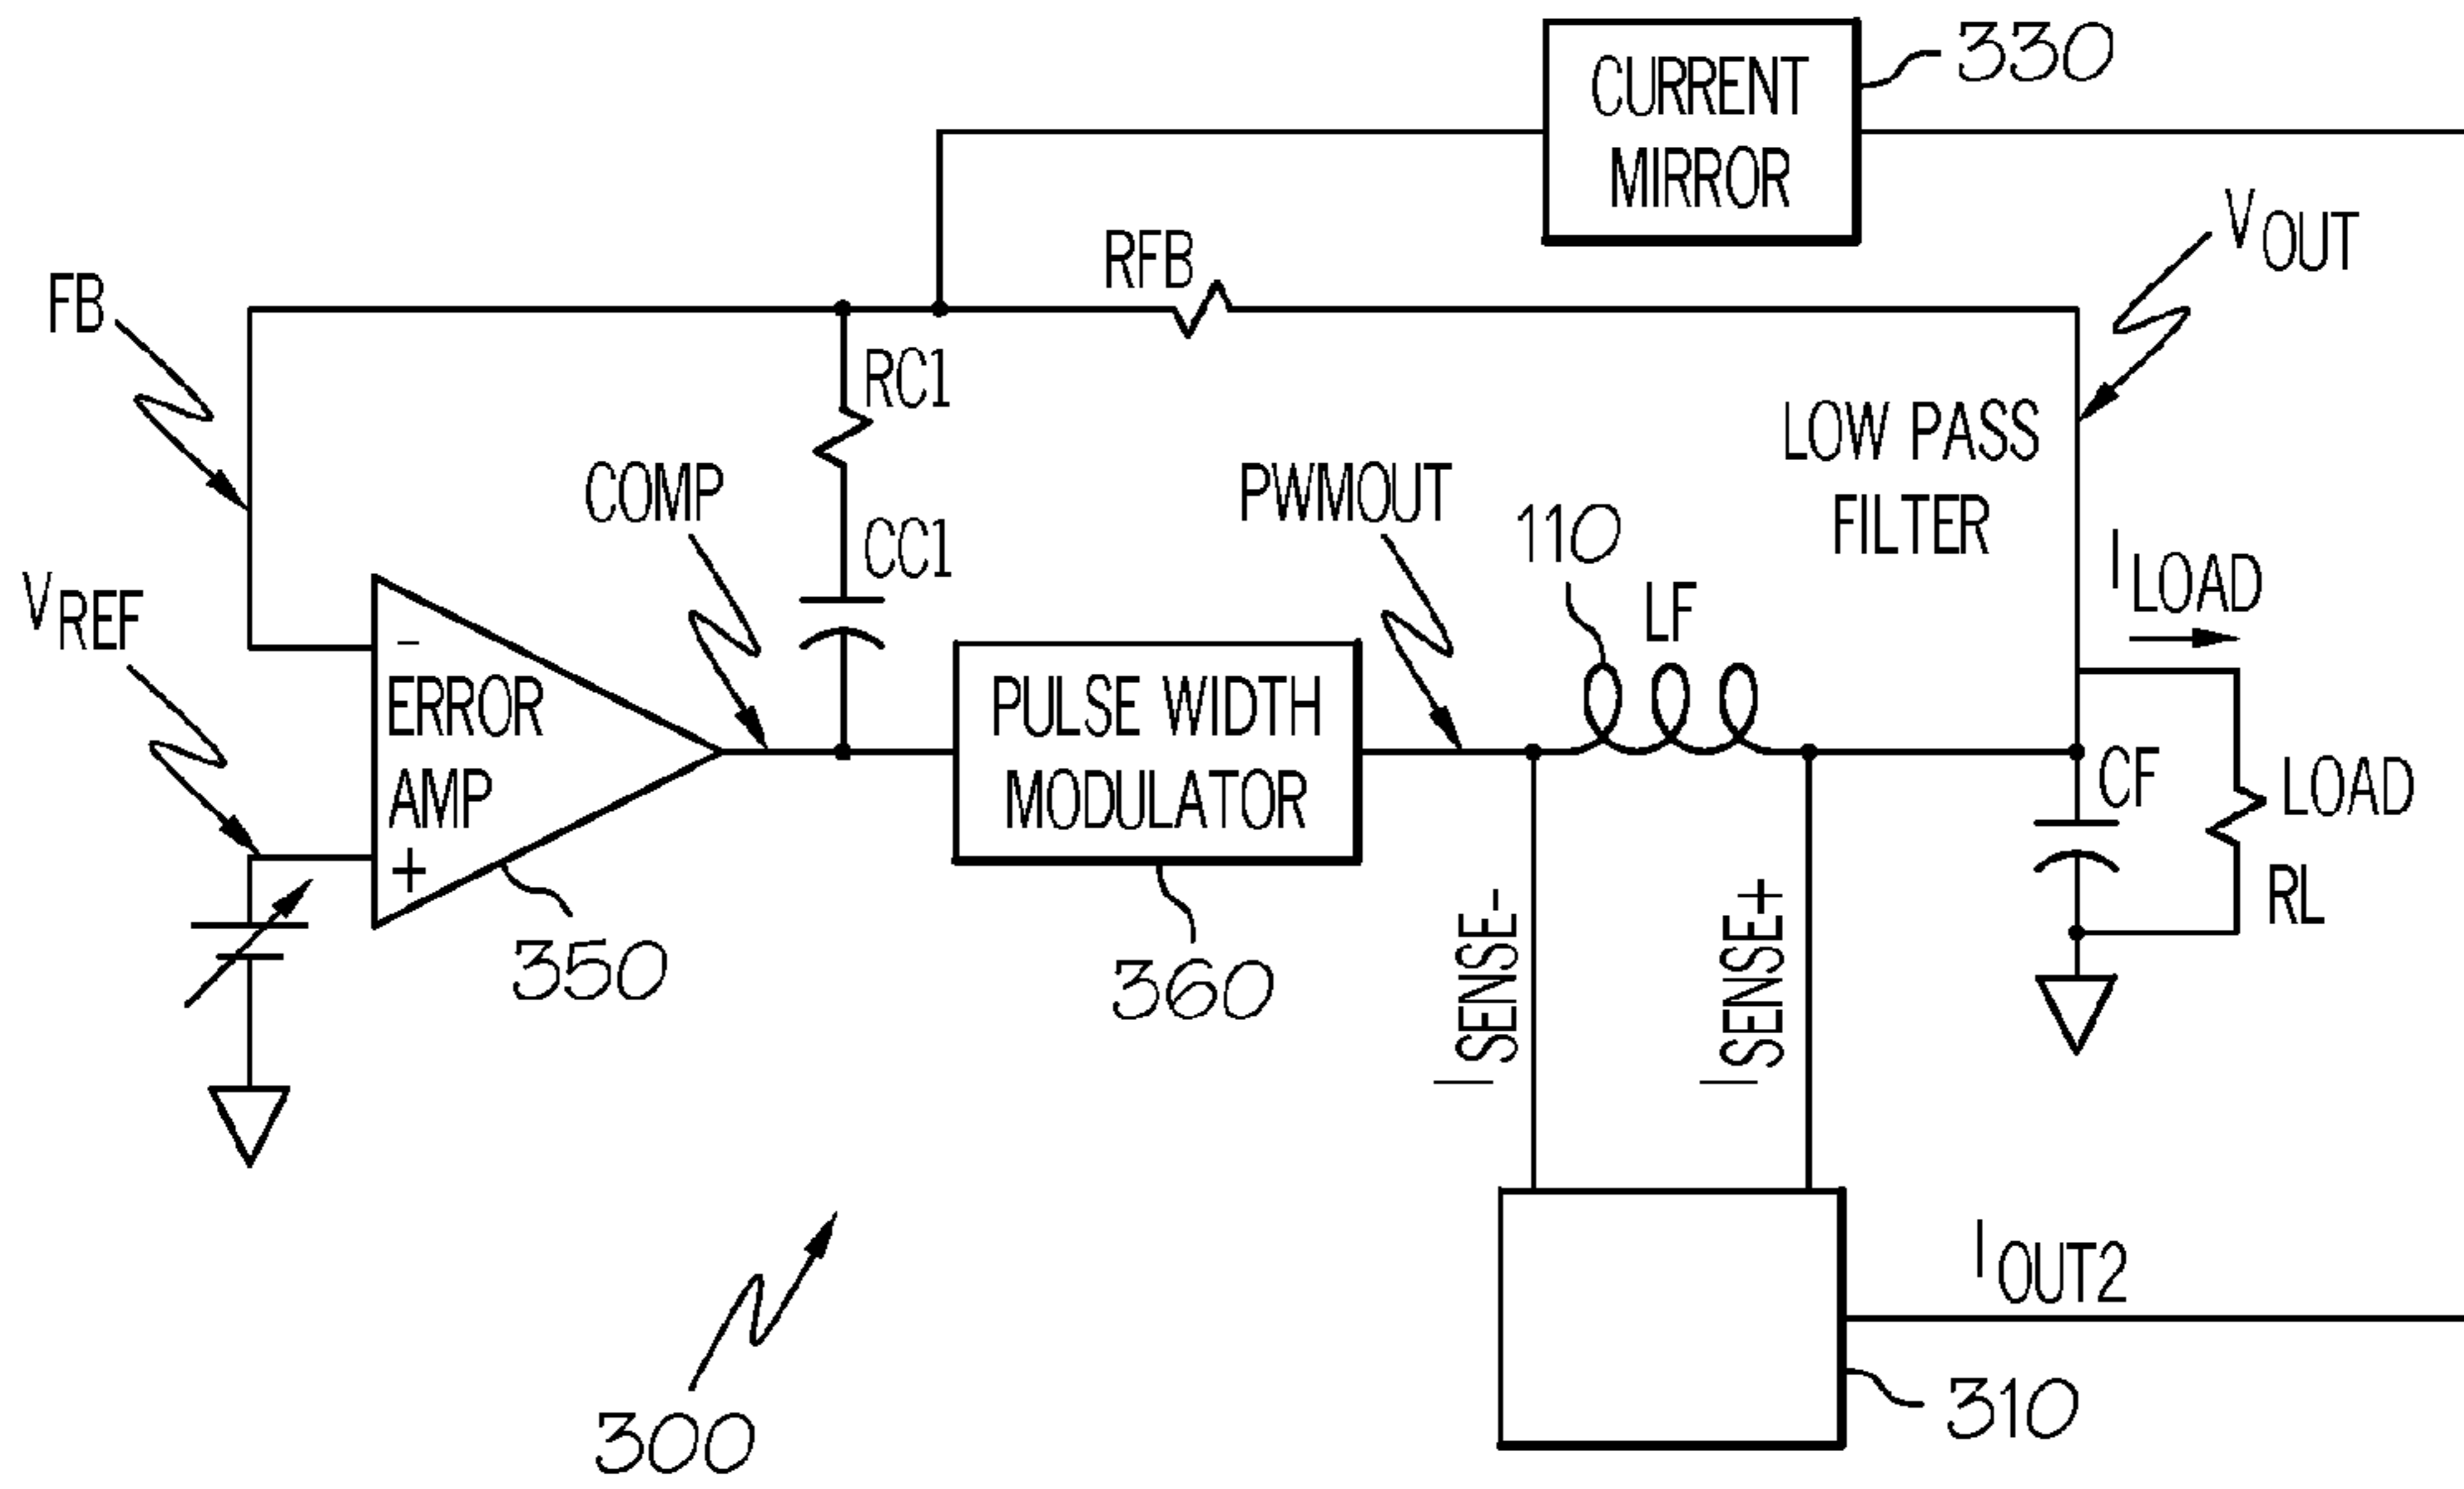 CURRENT
MIRROR
330
VOUT
RFB
FB
RC1
LOW PASS
FILTER
COMP
PWMOUT
110
CC1
ILOAD
VREF
LF
-
ERROR
AMP
+
PULSE WIDTH
MODULATOR
CF
LOAD
RL
350
360
ISENSE-
ISENSE+
IOUT2
310
300